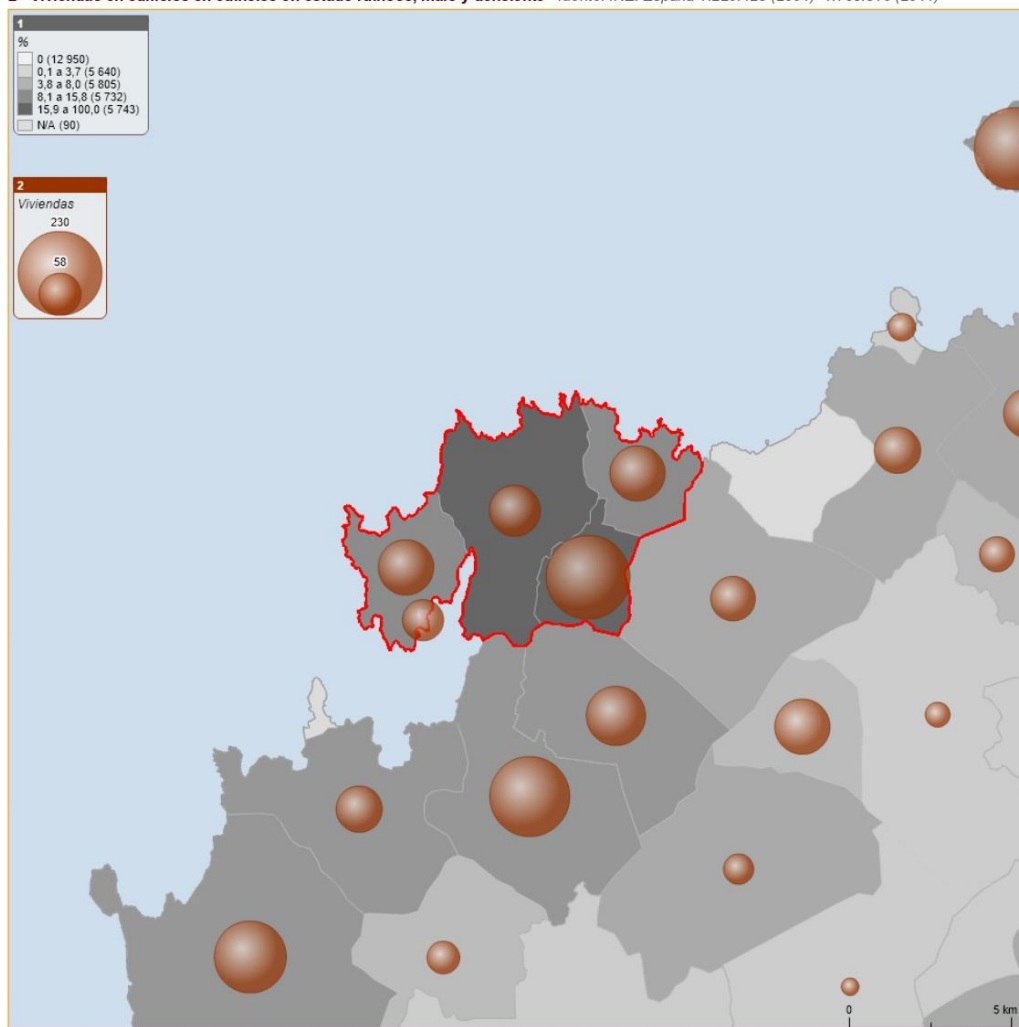 1
%
0 (12 950)
0,1 a 3,7 (5 640)
3,8 a 8,0 (5 805)
8,1 a 15,8 (5 732)
15,9 a 100,0 (5 743)
N/A (90)
2
Viviendas
230
58
0
5 km